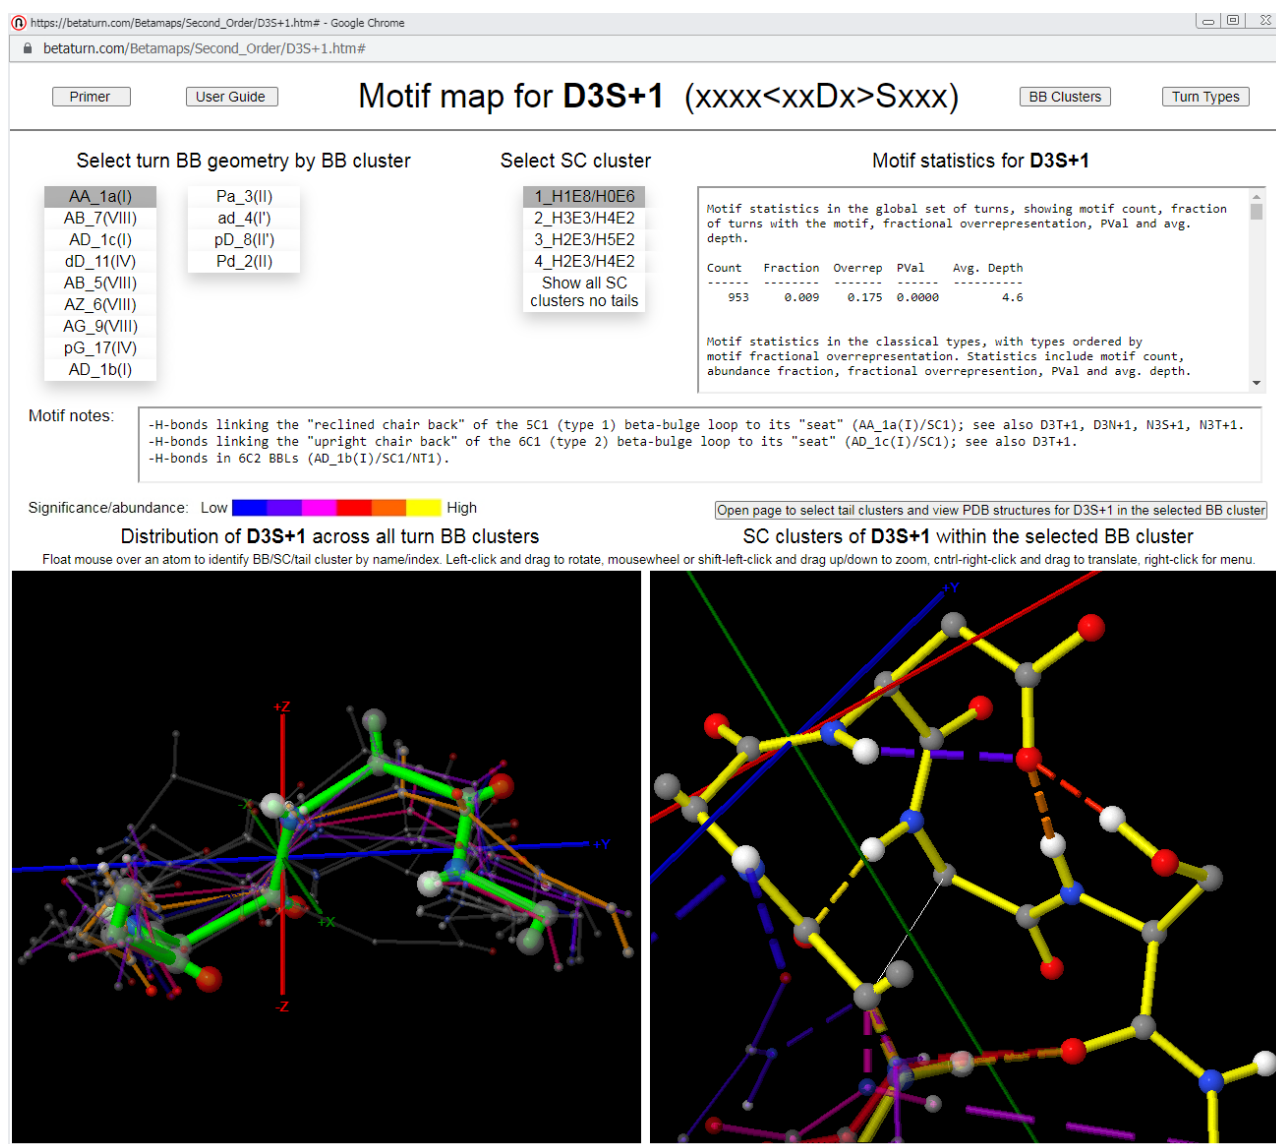 https://betaturn.com/Betamaps/Second_Order/D3S+1.htm# - Google Chrome
betaturn.com/Betamaps/Second_Order/D3S+1.htm#
Primer
User Guide
Motif map for D3S+1 (xxxx<xxDx>Sxxx)
BB Clusters
Turn Types
Select turn BB geometry by BB cluster
AA_1a(I)
AB_7(VIII)
AD_1c(I)
dD_11(IV)
AB_5(VIII)
AZ_6(VIII)
AG_9(VIII)
pG_17(IV)
AD_1b(I)
Pa_3(II)
ad_4(I')
pD_8(II')
Pd_2(II)
Select SC cluster
1_H1E8/H0E6
2_H3E3/H4E2
3_H2E3/H5E2
4_H2E3/H4E2
Show all SC
clusters no tails
Motif statistics for D3S+1
Motif statistics in the global set of turns, showing motif count, fraction
of turns with the motif, fractional overrepresentation, PVal and avg.
depth.
Count Fraction Overrep PVal Avg. Depth
------ -------- ------- ------ ----------
953 0.009 0.175 0.0000 4.6
Motif statistics in the classical types, with types ordered by
motif fractional overrepresentation. Statistics include motif count,
abundance fraction, fractional overrepresention, PVal and avg. depth.
Motif notes:
-H-bonds linking the "reclined chair back" of the 5C1 (type 1) beta-bulge loop to its "seat" (AA_1a(I)/SC1); see also D3T+1, D3N+1, N3S+1, N3T+1.
-H-bonds linking the "upright chair back" of the 6C1 (type 2) beta-bulge loop to its "seat" (AD_1c(I)/SC1); see also D3T+1.
-H-bonds in 6C2 BBLs (AD_1b(I)/SC1/NT1).
Significance/abundance: Low
High
Open page to select tail clusters and view PDB structures for D3S+1 in the selected BB cluster
Distribution of D3S+1 across all turn BB clusters
SC clusters of D3S+1 within the selected BB cluster
Float mouse over an atom to identify BB/SC/tail cluster by name/index. Left-click and drag to rotate, mousewheel or shift-left-click and drag up/down to zoom, cntrl-right-click and drag to translate, right-click for menu.
+Z
-X
+Y
+X
-Z
+Y